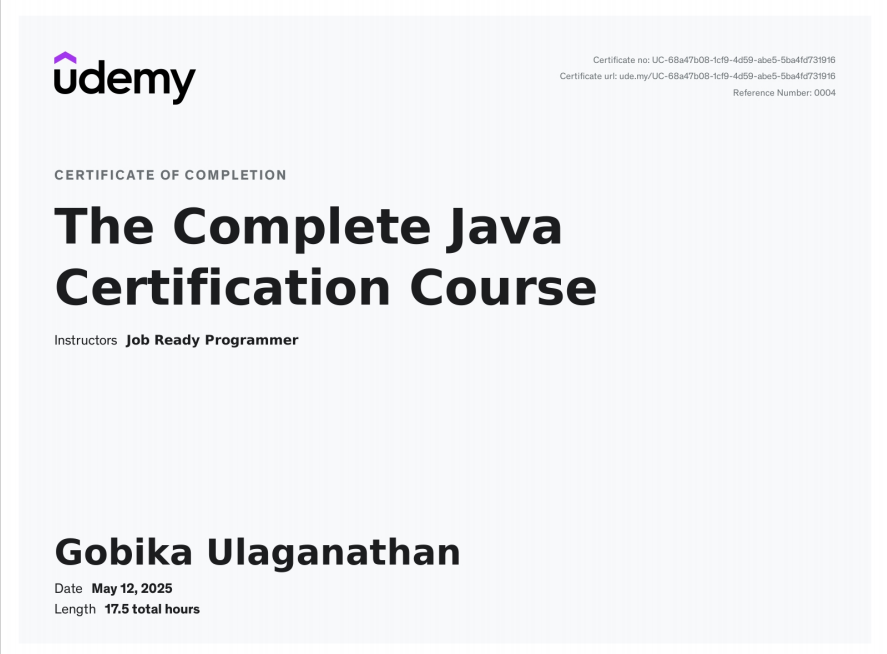 udemy
Certificate no: UC-68a47b08-1cf9-4d59-abe5-5ba4fd731916
Certificate url: ude.my/UC-68a47b08-1cf9-4d59-abe5-5ba4fd731916
Reference Number: 0004
CERTIFICATE OF COMPLETION
The Complete Java
Certification Course
Instructors Job Ready Programmer
Gobika Ulaganathan
Date May 12, 2025
Length 17.5 total hours